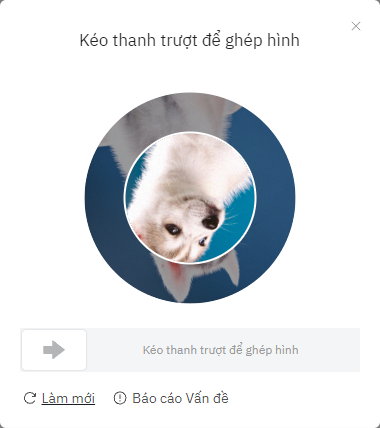 Kéo thanh trượt để ghép hình
Kéo thanh trượt để ghép hình
Làm mới
Báo cáo Vấn đề